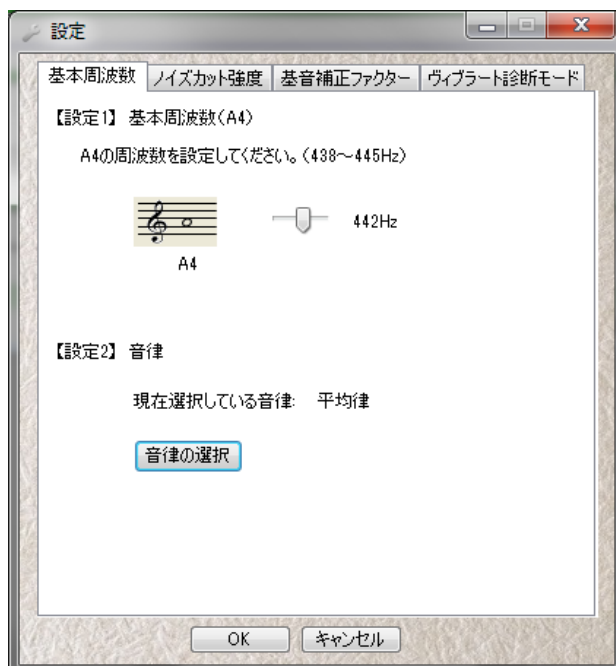 設定
基本周波数 ノイズカット強度 基音補正ファクター ヴィブラート診断モード
【設定1】 基本周波数(A4)
A4の周波数を設定してください。(438～445Hz)
442Hz
A4
【設定2】 音律
現在選択している音律: 平均律
音律の選択
OK キャンセル